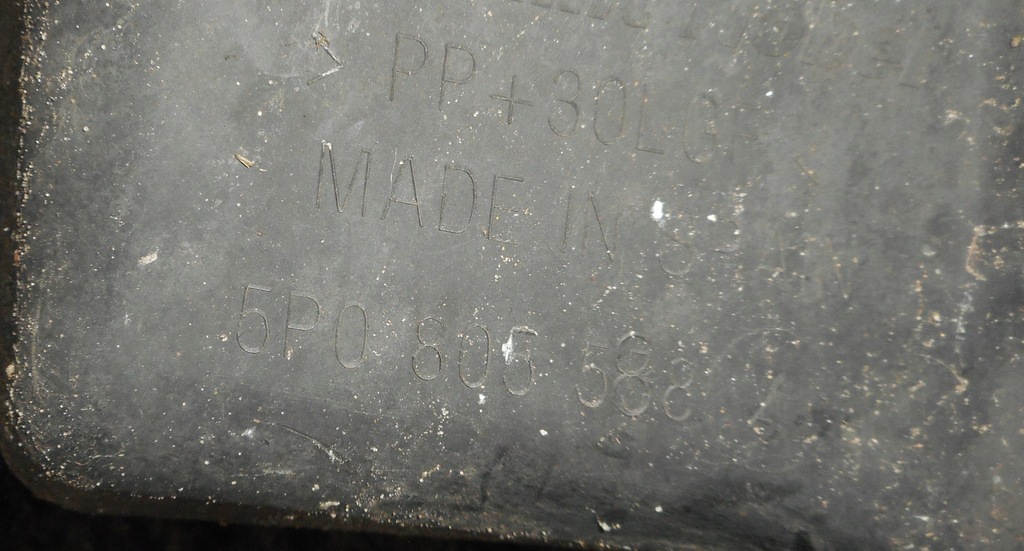 >PP+30LGF
MADE IN SPAIN
5P0 805 588